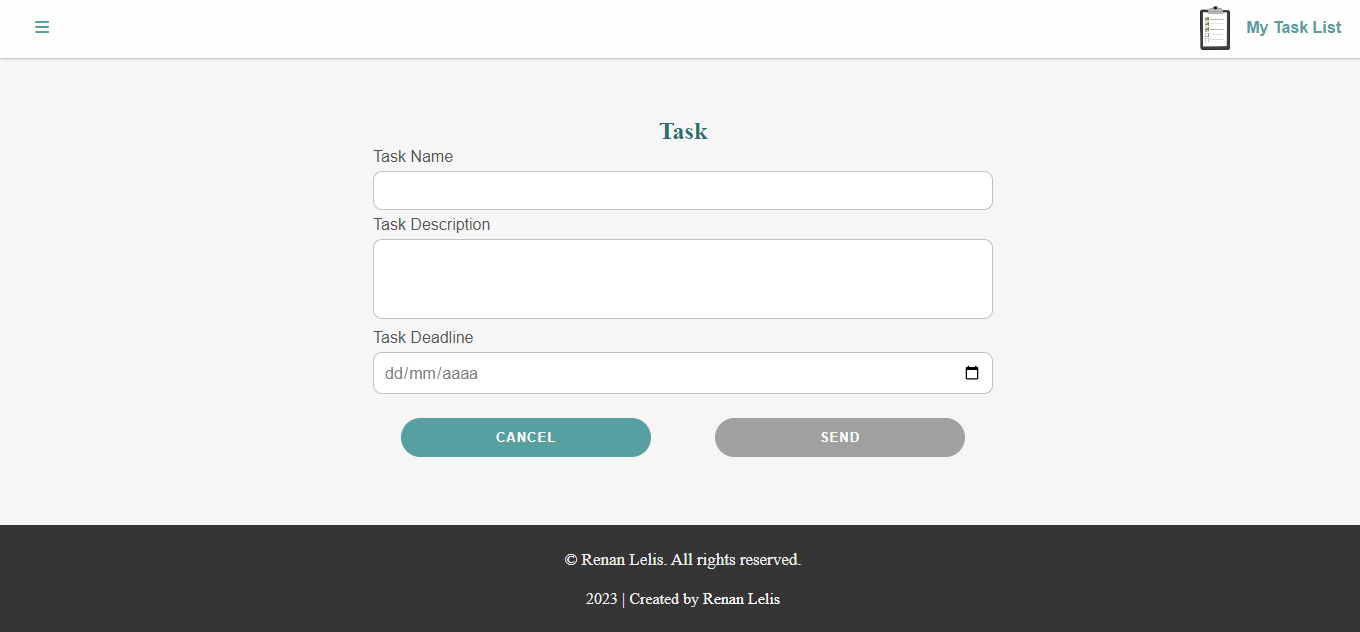 ☰
My Task List
Task
Task Name
Task Description
Task Deadline
dd/mm/aaaa
CANCEL
SEND
© Renan Lelis. All rights reserved.
2023 | Created by Renan Lelis